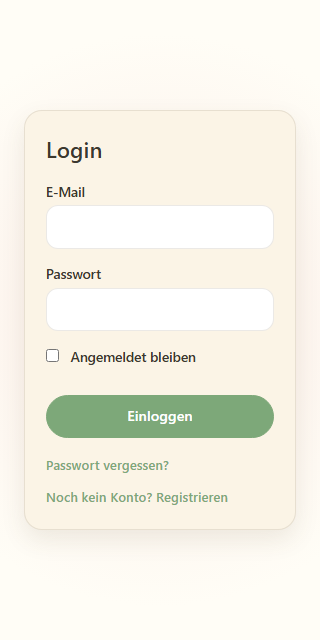 Login
E-Mail
Passwort
Angemeldet bleiben
Einloggen
Passwort vergessen?
Noch kein Konto? Registrieren